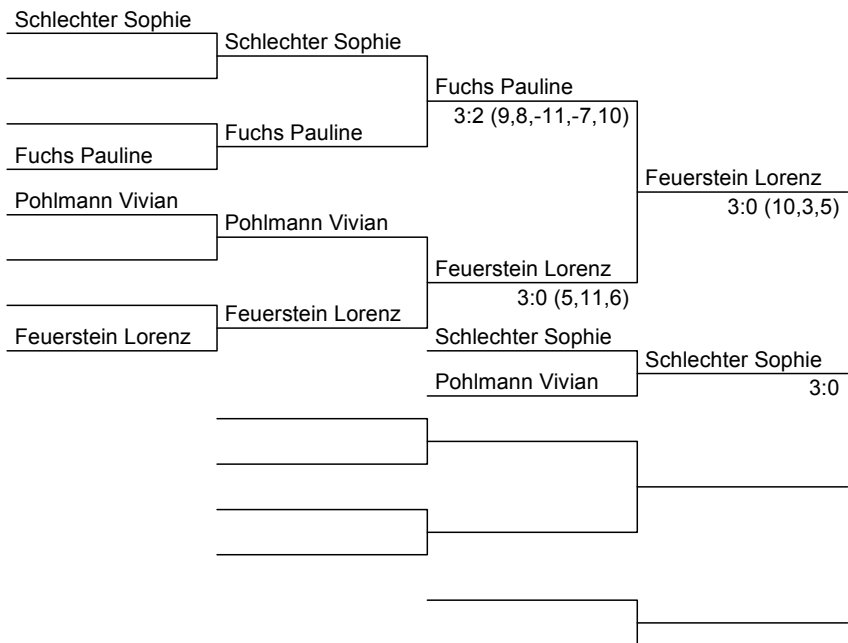 Schlechter Sophie
Schlechter Sophie
Fuchs Pauline
3:2 (9,8,-11,-7,10)
Fuchs Pauline
Fuchs Pauline
Feuerstein Lorenz
3:0 (10,3,5)
Pohlmann Vivian
Pohlmann Vivian
Feuerstein Lorenz
3:0 (5,11,6)
Feuerstein Lorenz
Feuerstein Lorenz
Schlechter Sophie
Schlechter Sophie
3:0
Pohlmann Vivian